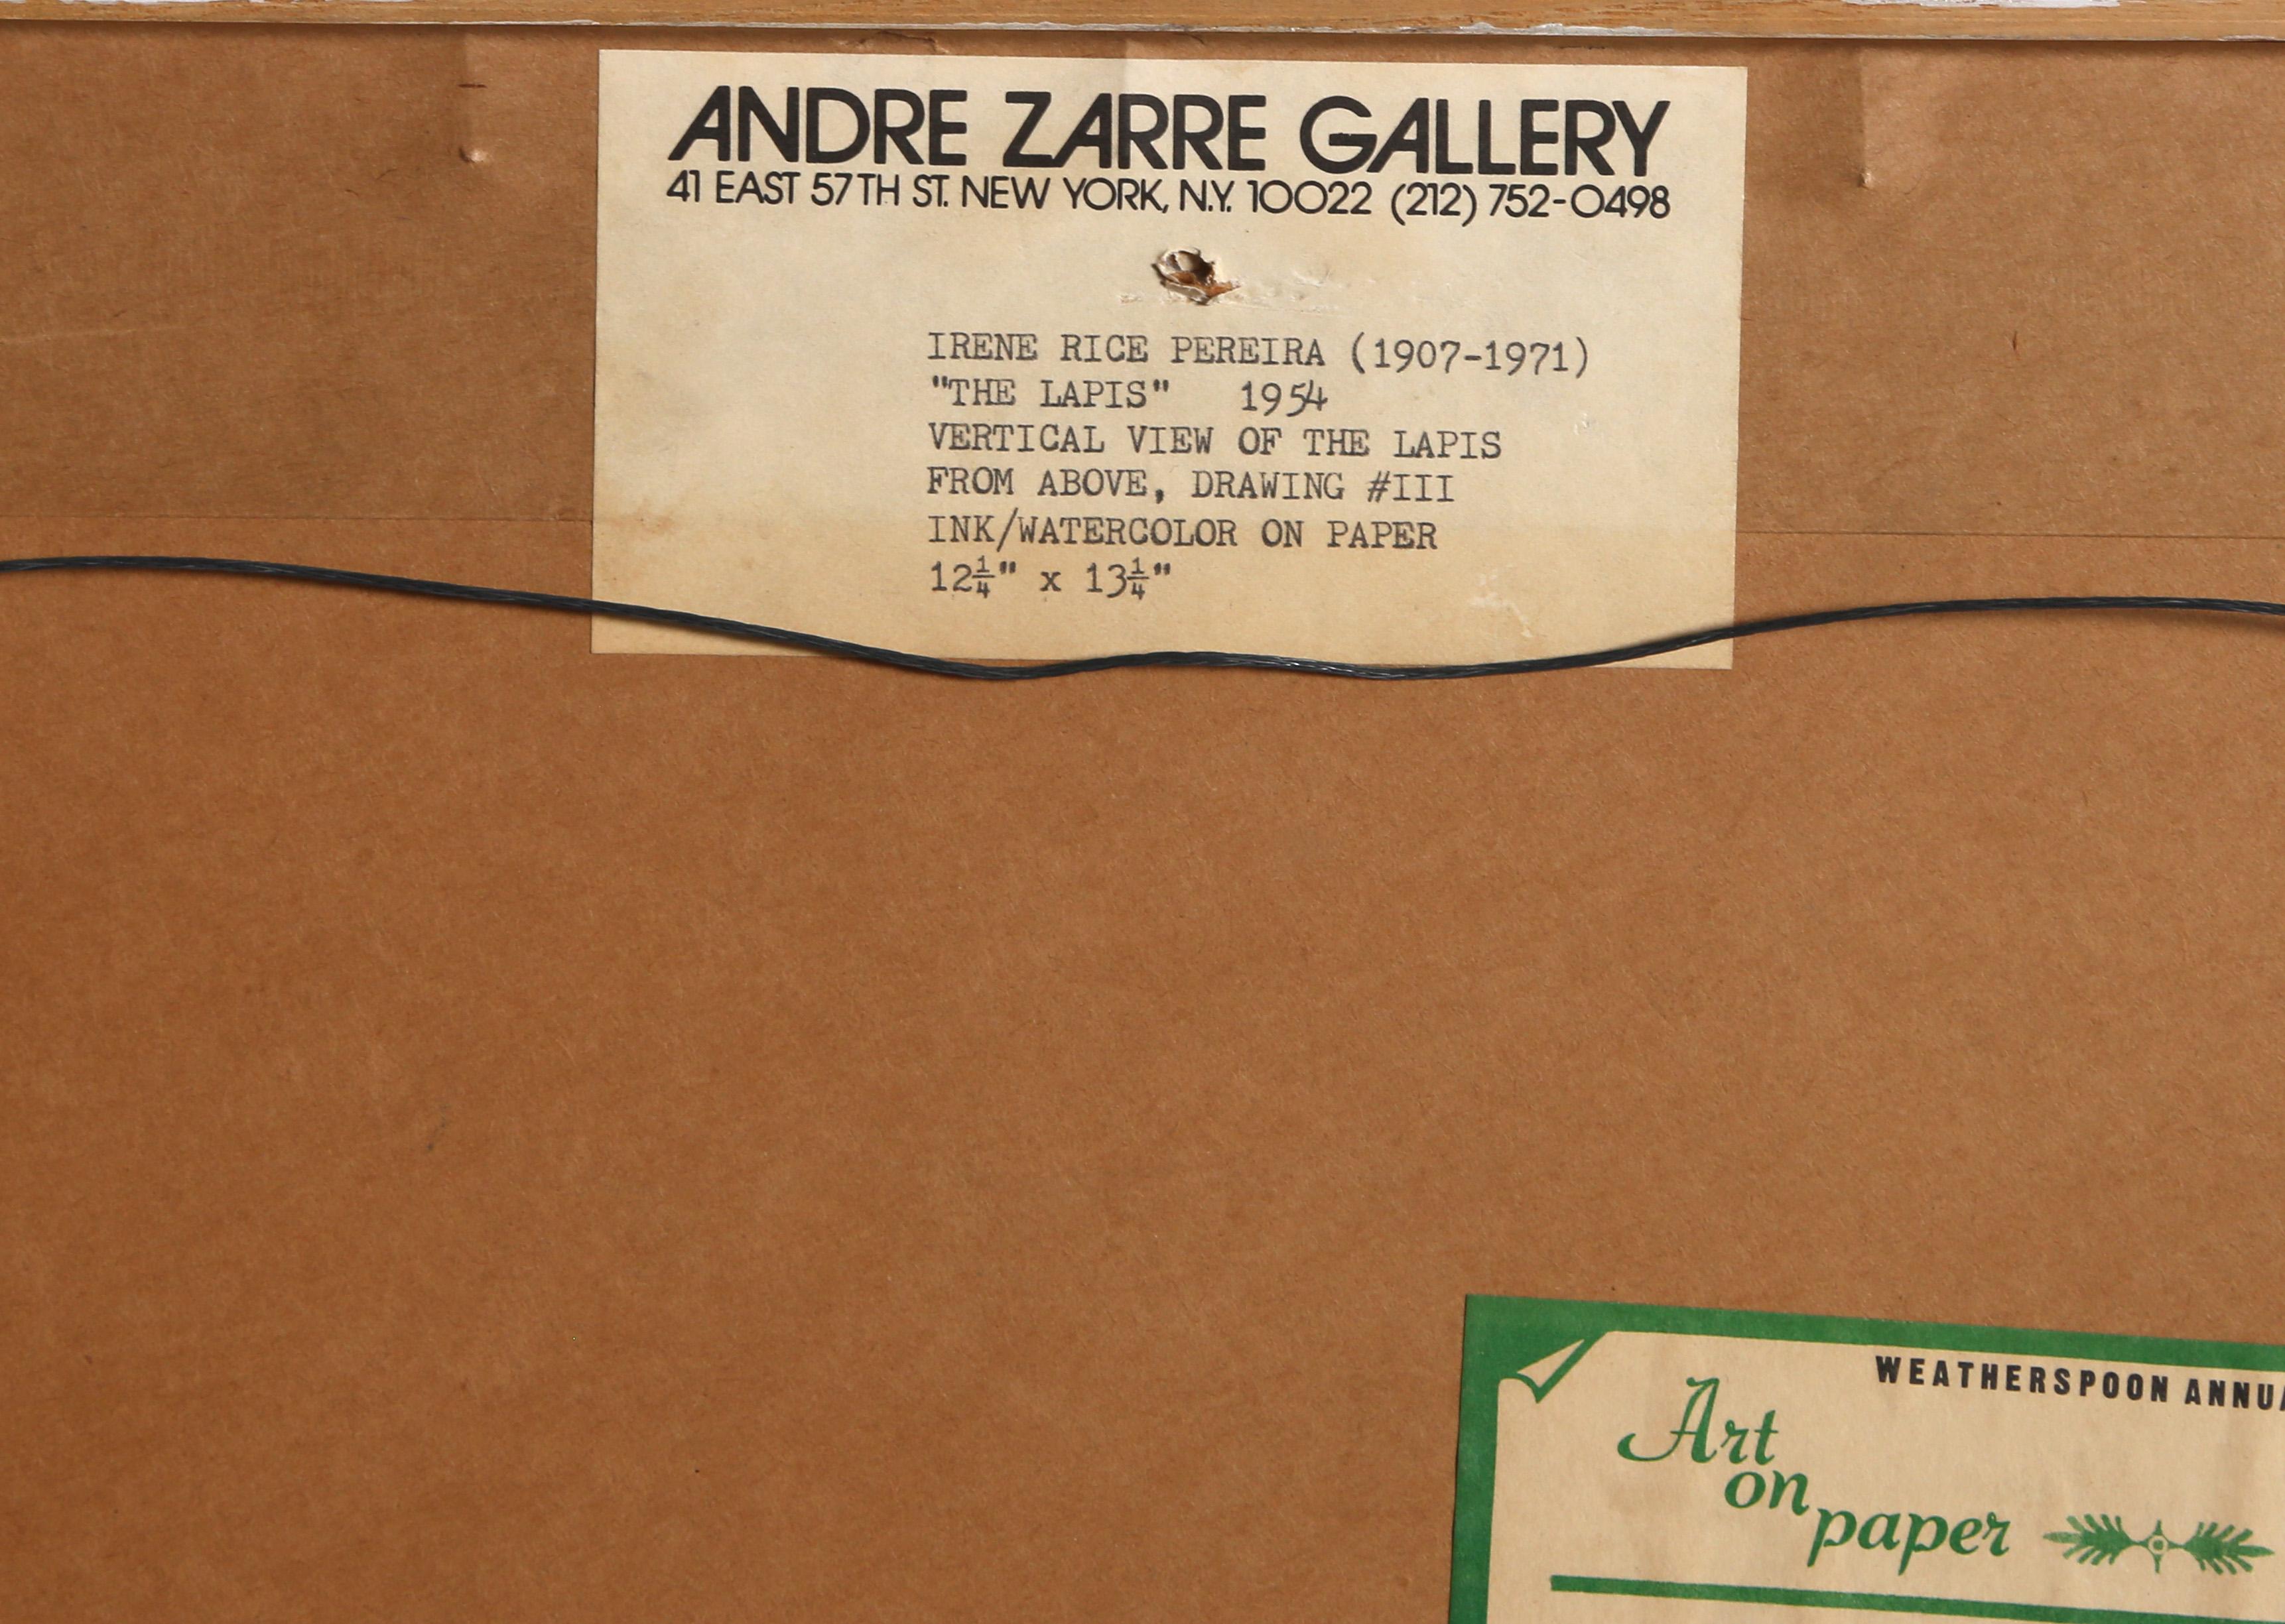 ANDRE ZARRE GALLERY
41 EAST 57TH ST. NEW YORK, N.Y. 10022 (212) 752-0498
IRENE RICE PEREIRA (1907-1971)
"THE LAPIS" 1954
VERTICAL VIEW OF THE LAPIS
FROM ABOVE, DRAWING #III
INK/WATERCOLOR ON PAPER
12¼" x 13¼"
WEATHERSPOON
Art
on
paper